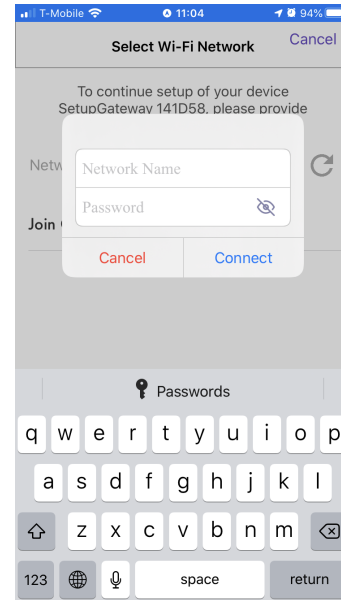 T-Mobile 11:04 94%
Select Wi-Fi Network Cancel
To continue setup of your device
SetupGateway 141D58, please provide
Netw
Network Name
Password
Join
Cancel Connect
Passwords
q w e r t y u i o p
a s d f g h j k l
z x c v b n m
123 space return